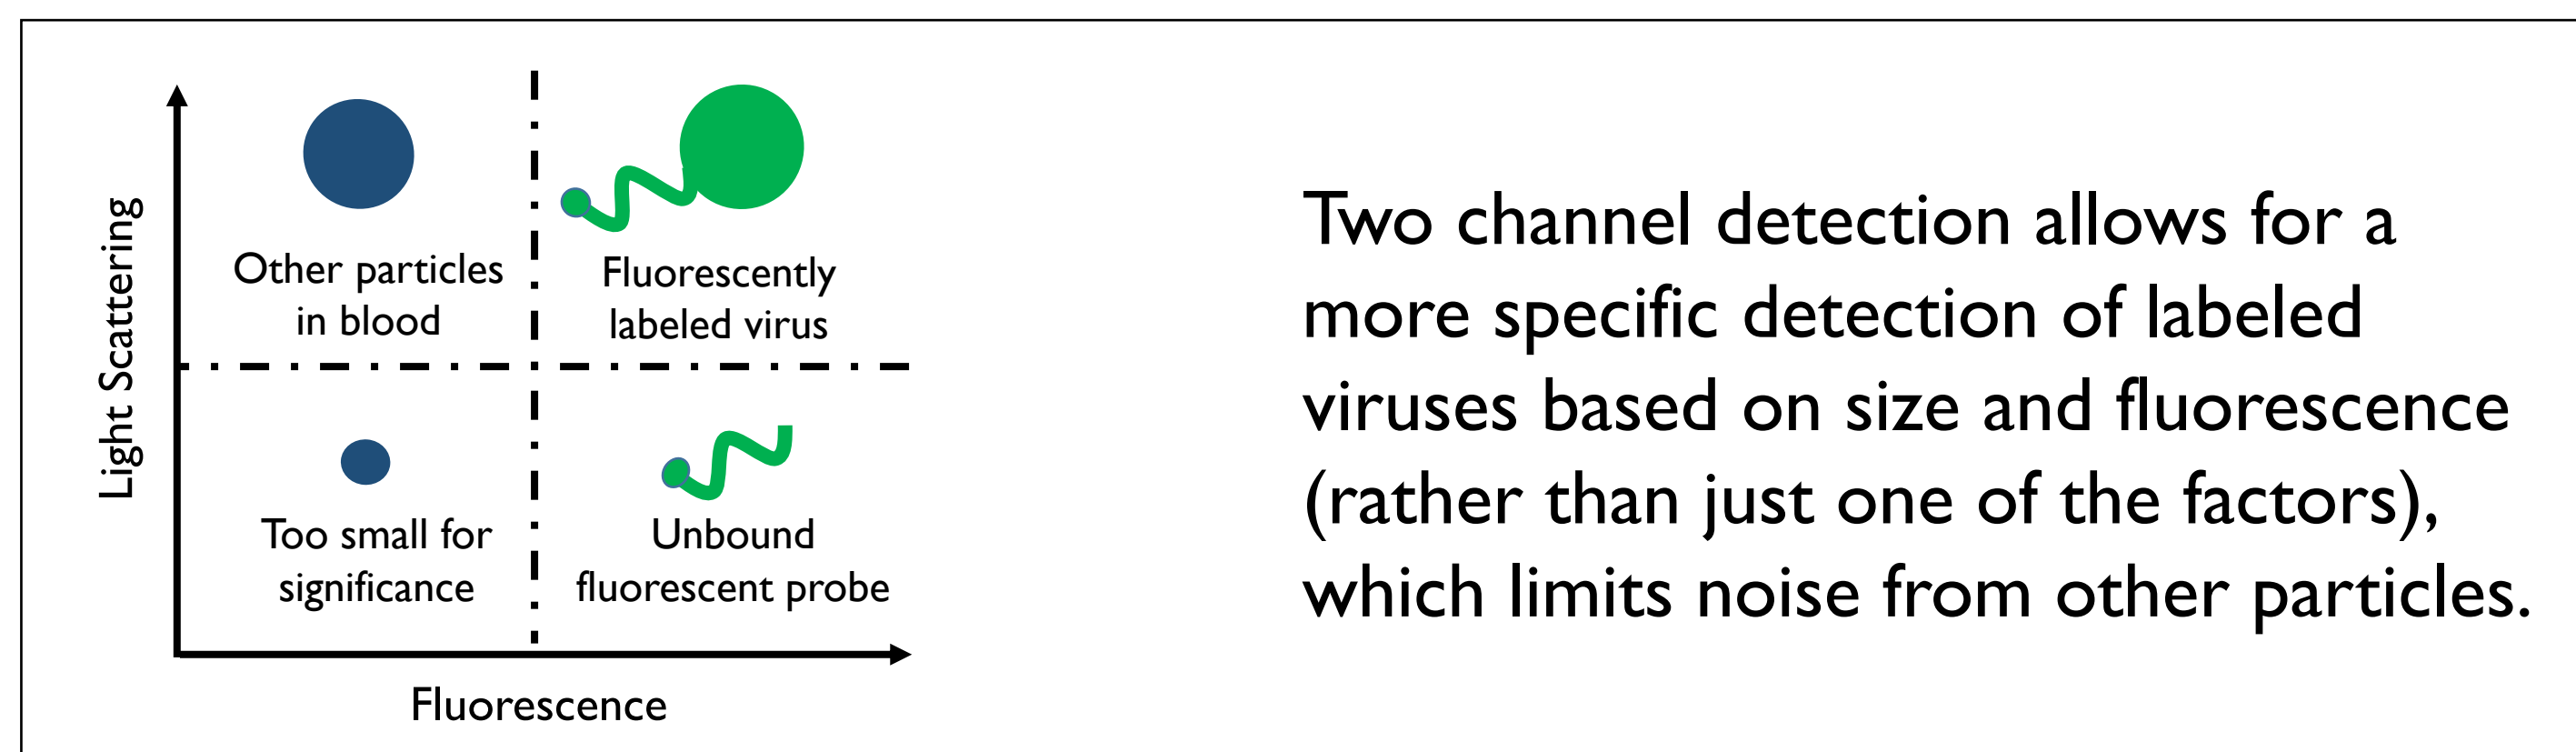 Light Scattering
Other particles
in blood
Fluorescently
labeled virus
Too small for
significance
Unbound
fluorescent probe
Fluorescence
Two channel detection allows for a
more specific detection of labeled
viruses based on size and fluorescence
(rather than just one of the factors),
which limits noise from other particles.